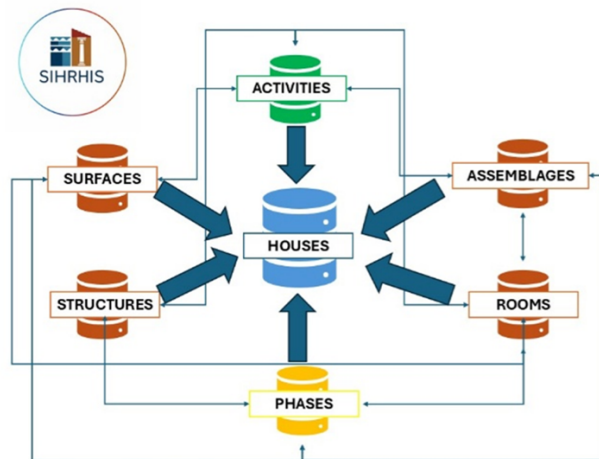 SIHRHIS
ACTIVITIES
SURFACES
ASSEMBLAGES
HOUSES
STRUCTURES
ROOMS
PHASES